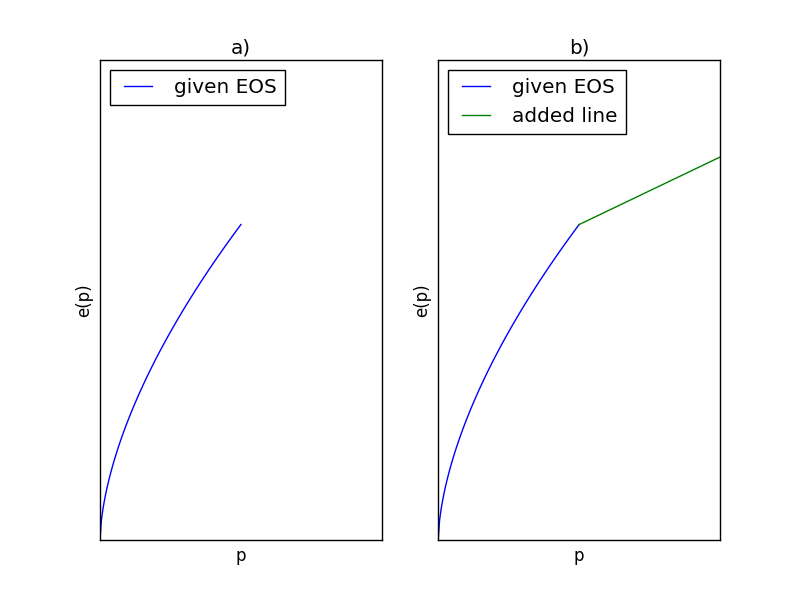 a)
given EOS
e(p)
p
b)
given EOS
added line
e(p)
p